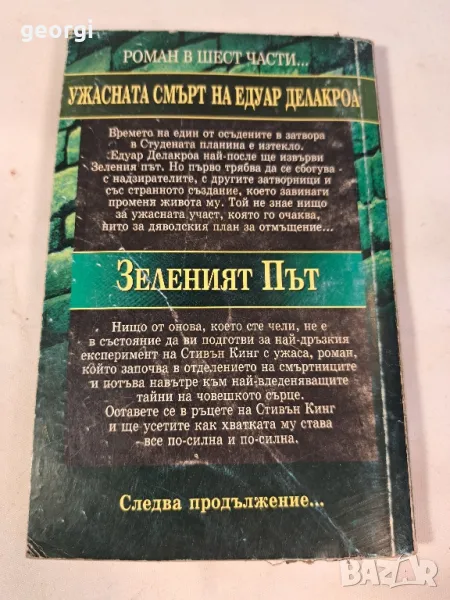 georgi
РОМАН В ШЕСТ ЧАСТИ...
УЖАСНАТА СМЪРТ НА ЕДУАР ДЕЛАКРОА
Времето на един от осъдените в затвора
в Студената планина е изтекло.
Едуар Делакроа най-после ще извърви
Зеления път. Но първо трябва да се сбогува -
с надзирателите, с другите затворници и
със странното създание, което завинаги
променя живота му. Той не знае нищо
за ужасната участ, която го очаква,
нито за дяволския план за отмъщение...
ЗЕЛЕНИЯТ ПЪТ
Нищо от онова, което сте чели, не е
в състояние да ви подготви за най-дръзкия
експеримент на Стивън Кинг с ужаса, роман,
който започва в отделението на смъртниците
и потъва навътре към най-вледеняващите
тайни на човешкото сърце.
Оставете се в ръцете на Стивън Кинг
и ще усетите как хватката му става
все по-силна и по-силна.
Следва продължение...
BAZAR